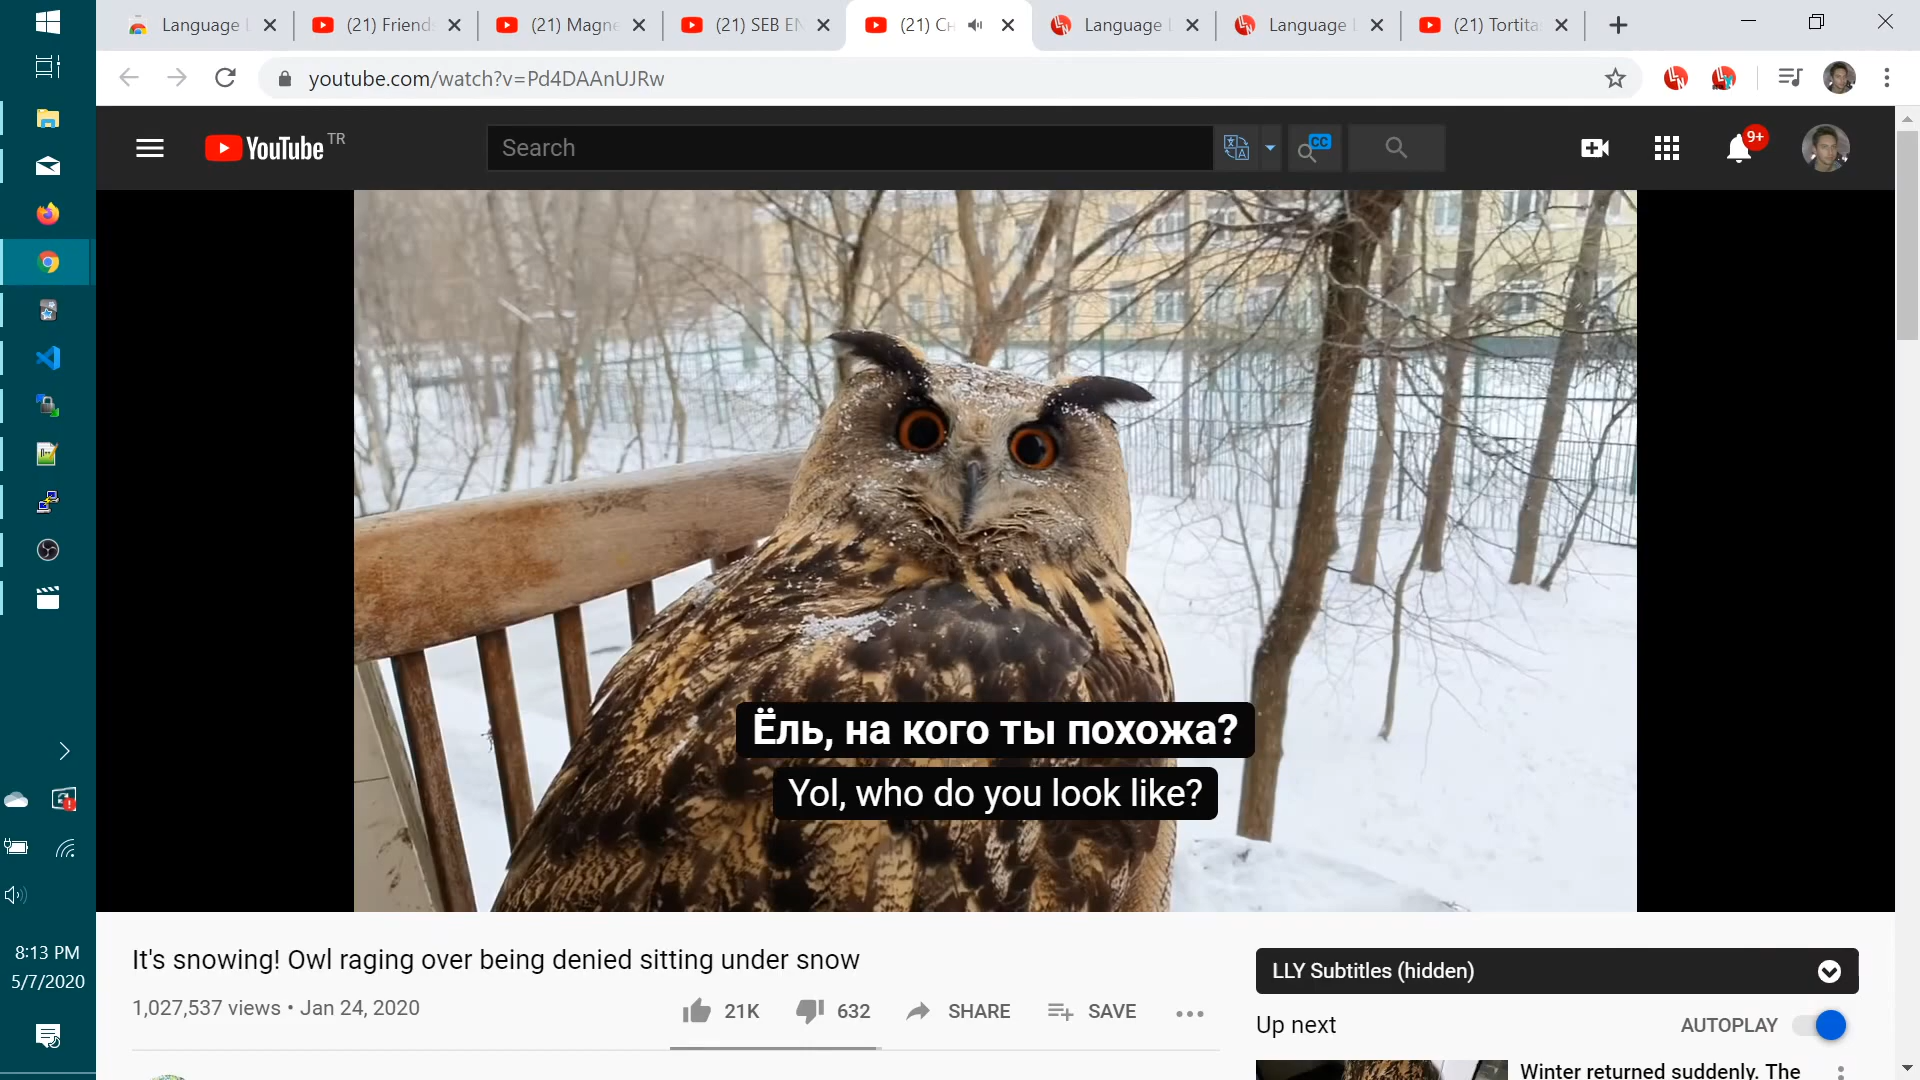 Language
(21) Friend
(21) Magne
(21) SEB EN
(21) Сн
Language
Language
(21) Tortita
youtube.com/watch?v=Pd4DAAnUJRw
YouTube TR
Search
CC
9+
Ёль, на кого ты похожа?
Yol, who do you look like?
8:13 PM
5/7/2020
It's snowing! Owl raging over being denied sitting under snow
1,027,537 views • Jan 24, 2020
21K
632
SHARE
SAVE
LLY Subtitles (hidden)
Up next
AUTOPLAY
Winter returned suddenly. The